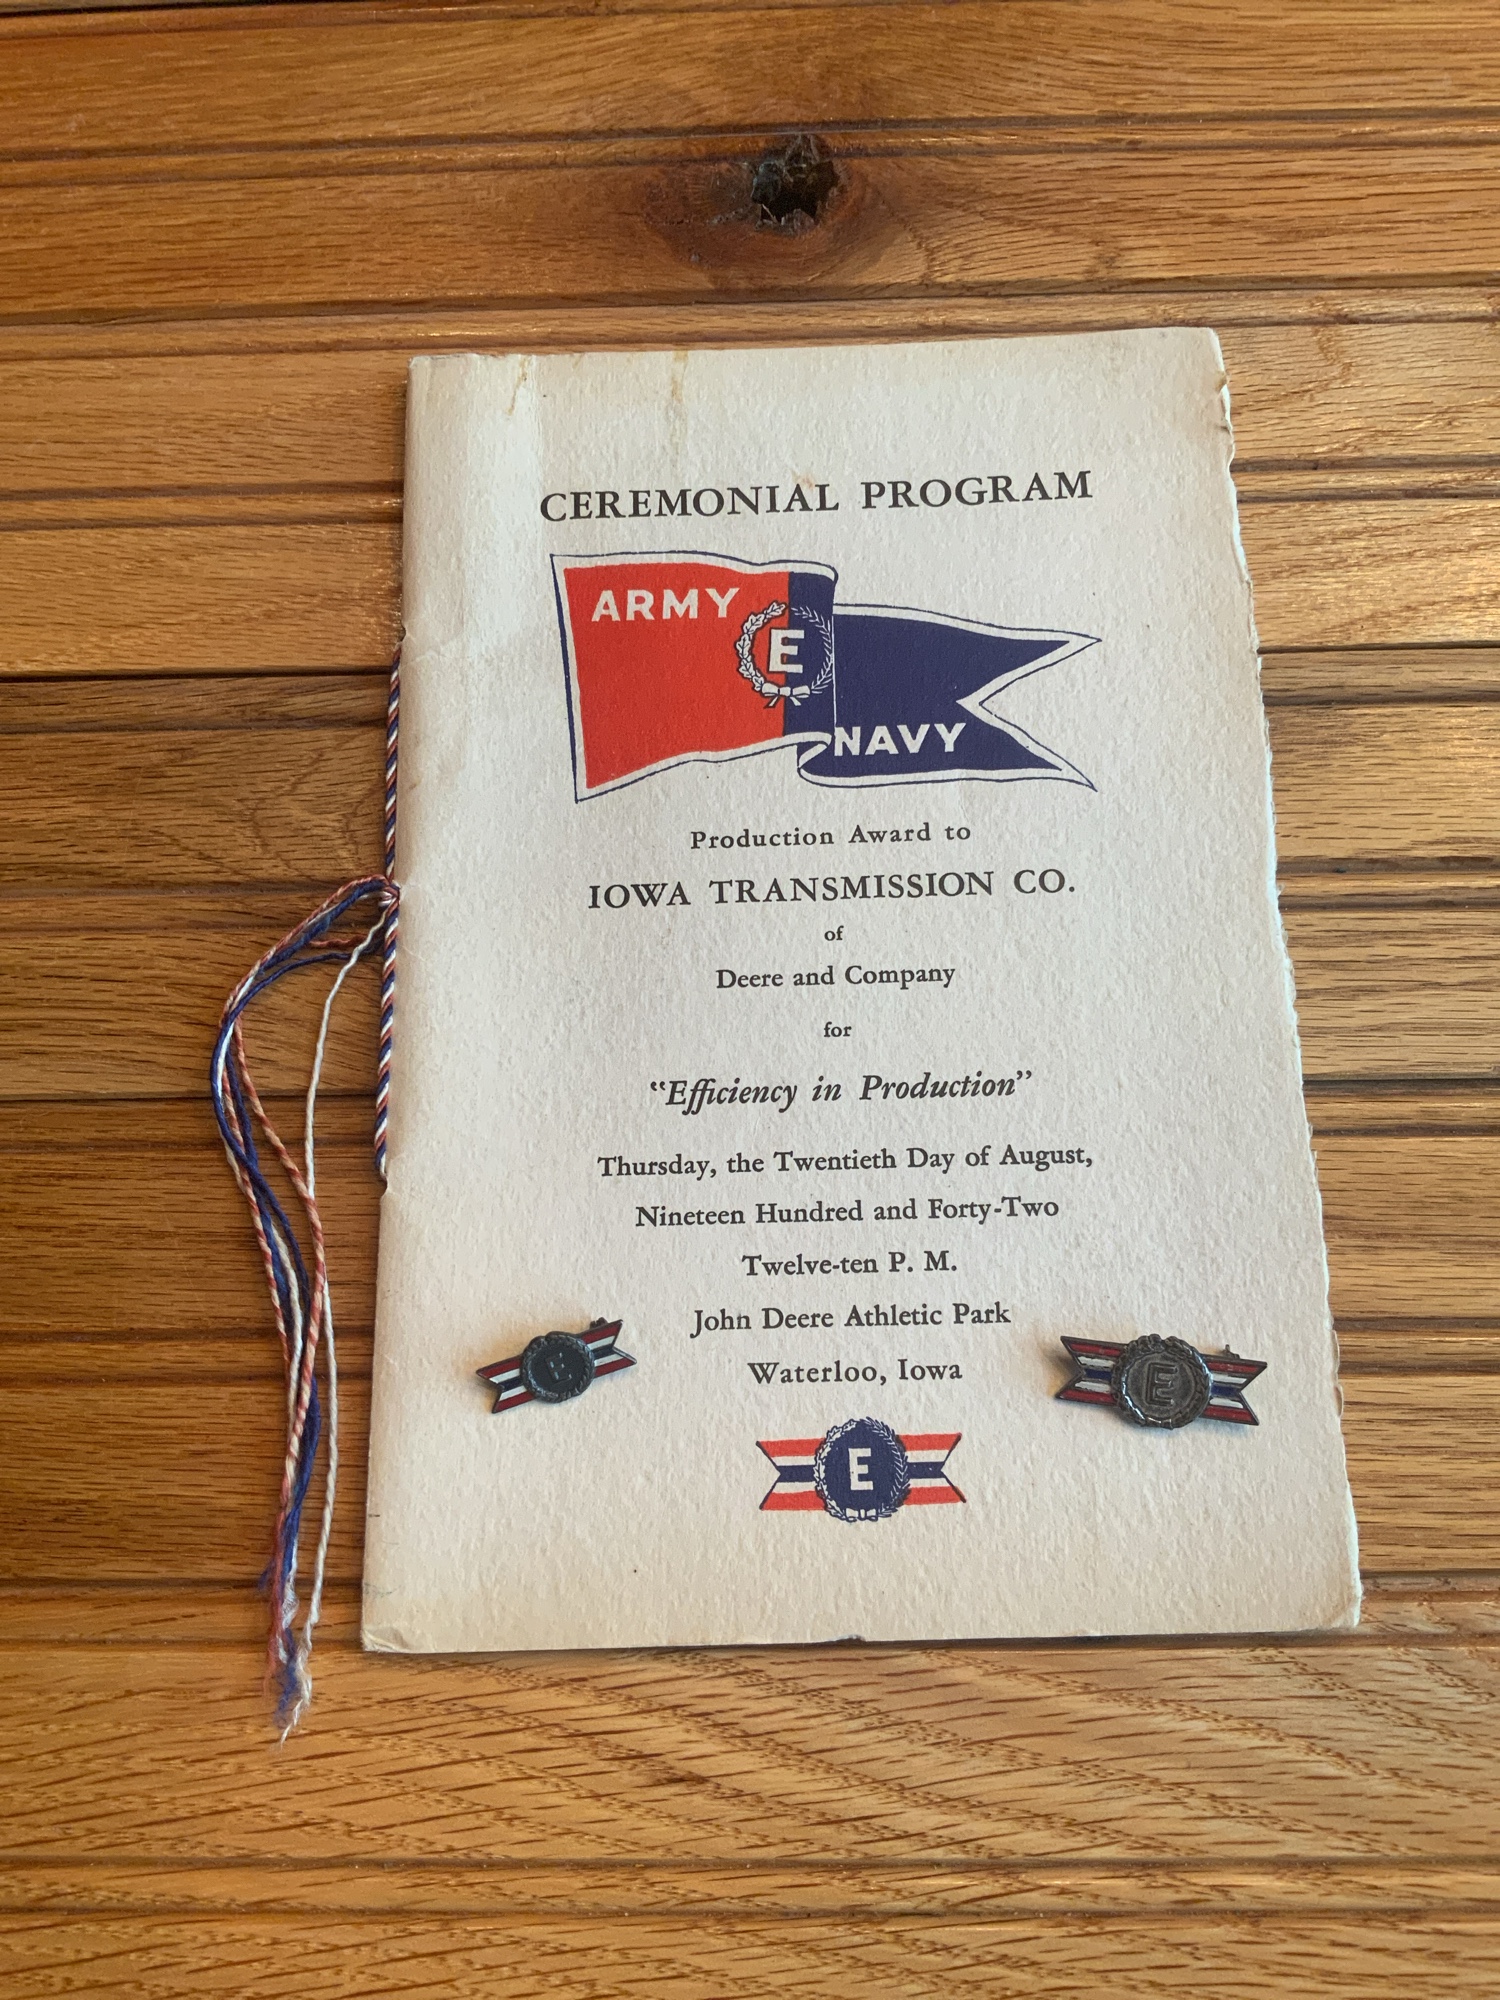 CEREMONIAL PROGRAM
ARMY
E
NAVY
Production Award to
IOWA TRANSMISSION CO.
of
Deere and Company
for
"Efficiency in Production"
Thursday, the Twentieth Day of August,
Nineteen Hundred and Forty-Two
Twelve-ten P. M.
John Deere Athletic Park
Waterloo, Iowa
E
E
E